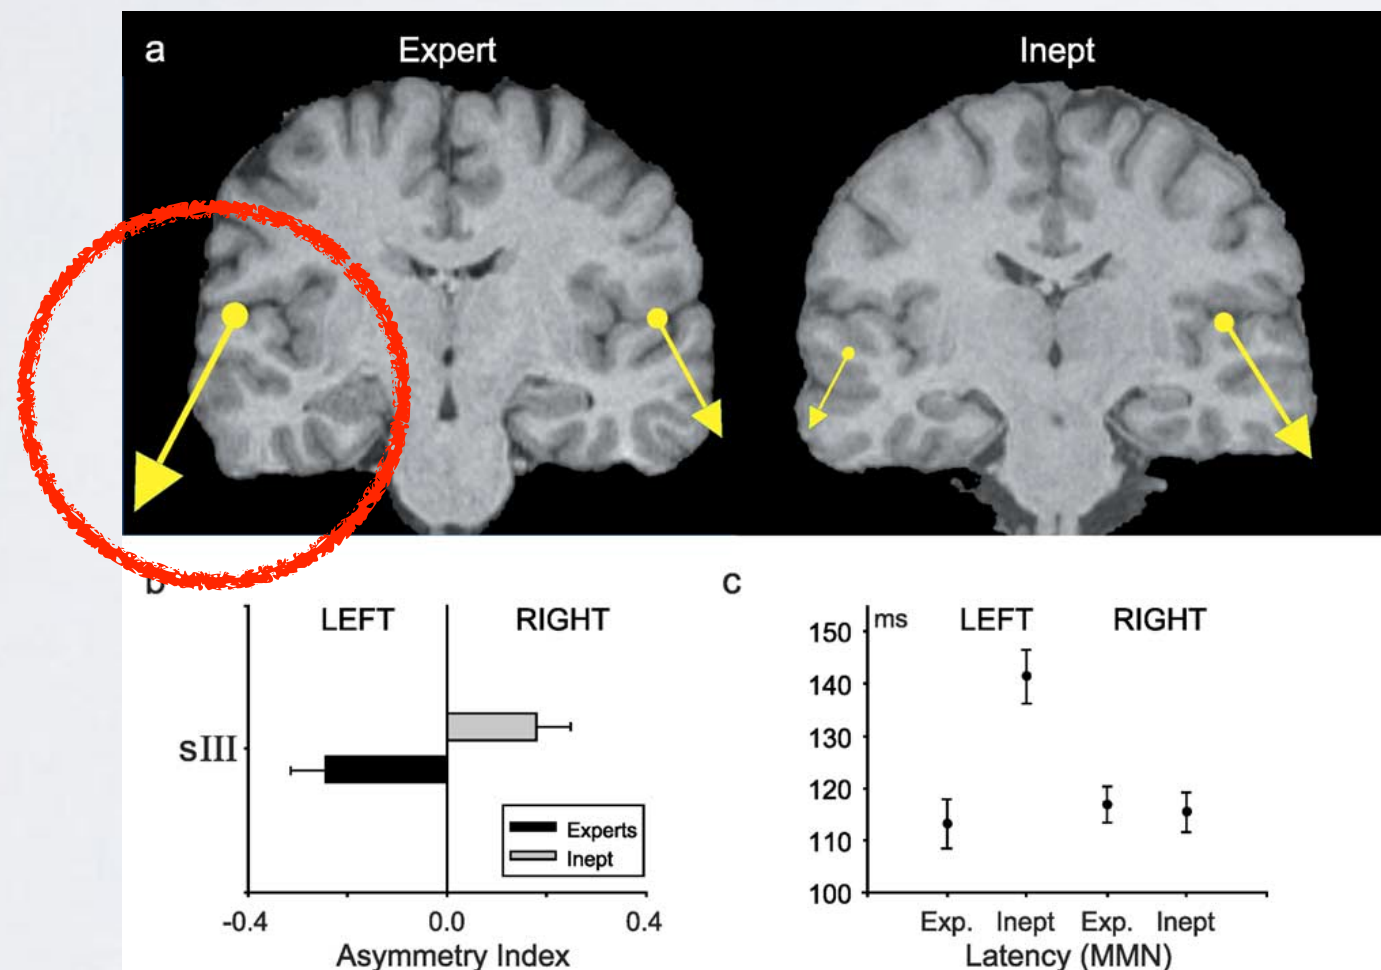 a
Expert
Inept
b
LEFT
RIGHT
sIII
Experts
Inept
-0.4
0.0
0.4
Asymmetry Index
c
ms
LEFT
RIGHT
150
140
130
120
110
100
Exp.
Inept
Exp.
Inept
Latency (MMN)